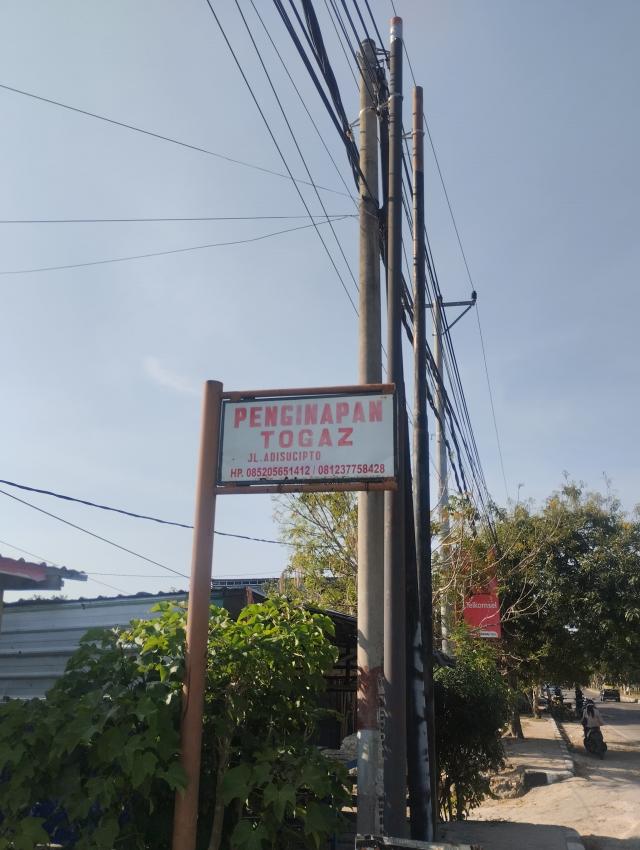 PENGINAPAN
TOGAZ
JL. ADISUCIPTO
HP. 085205651412 / 081237758428
Telkomsel